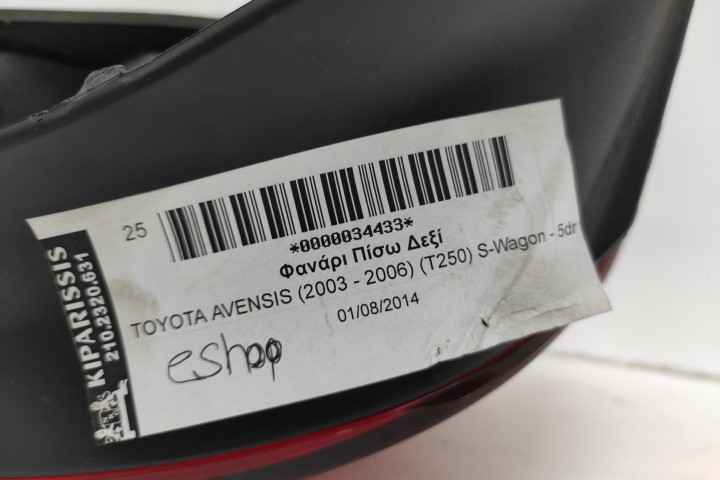 25
*0000034433*
Φανάρι Πίσω Δεξί
TOYOTA AVENSIS (2003 - 2006) (T250) S-Wagon - 5dr
01/08/2014
eshop
KIPARISSIS
210.2320.631